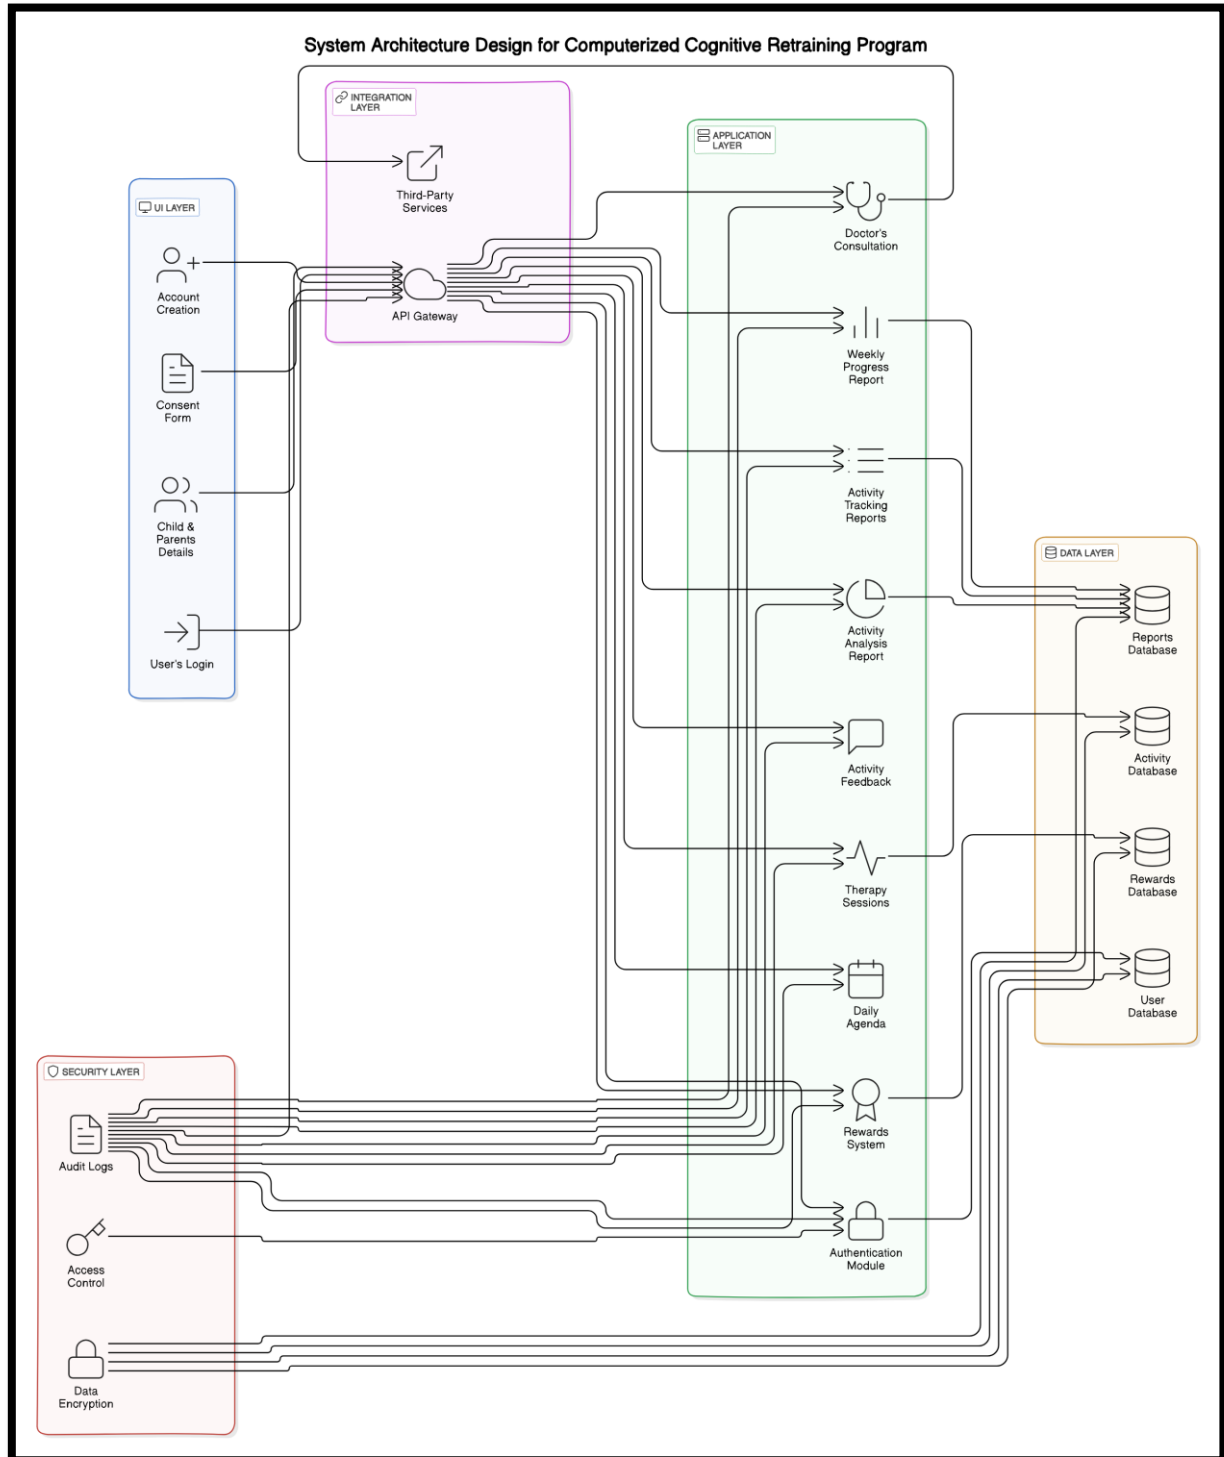 System Architecture Design for Computerized Cognitive Retraining Program
INTEGRATION
LAYER
Third-Party
Services
API Gateway
UI LAYER
Account
Creation
Consent
Form
Child &
Parents
Details
User's Login
APPLICATION
LAYER
Doctor's
Consultation
Weekly
Progress
Report
Activity
Tracking
Reports
Activity
Analysis
Report
Activity
Feedback
Therapy
Sessions
Daily
Agenda
Rewards
System
Authentication
Module
DATA LAYER
Reports
Database
Activity
Database
Rewards
Database
User
Database
SECURITY LAYER
Audit Logs
Access
Control
Data
Encryption